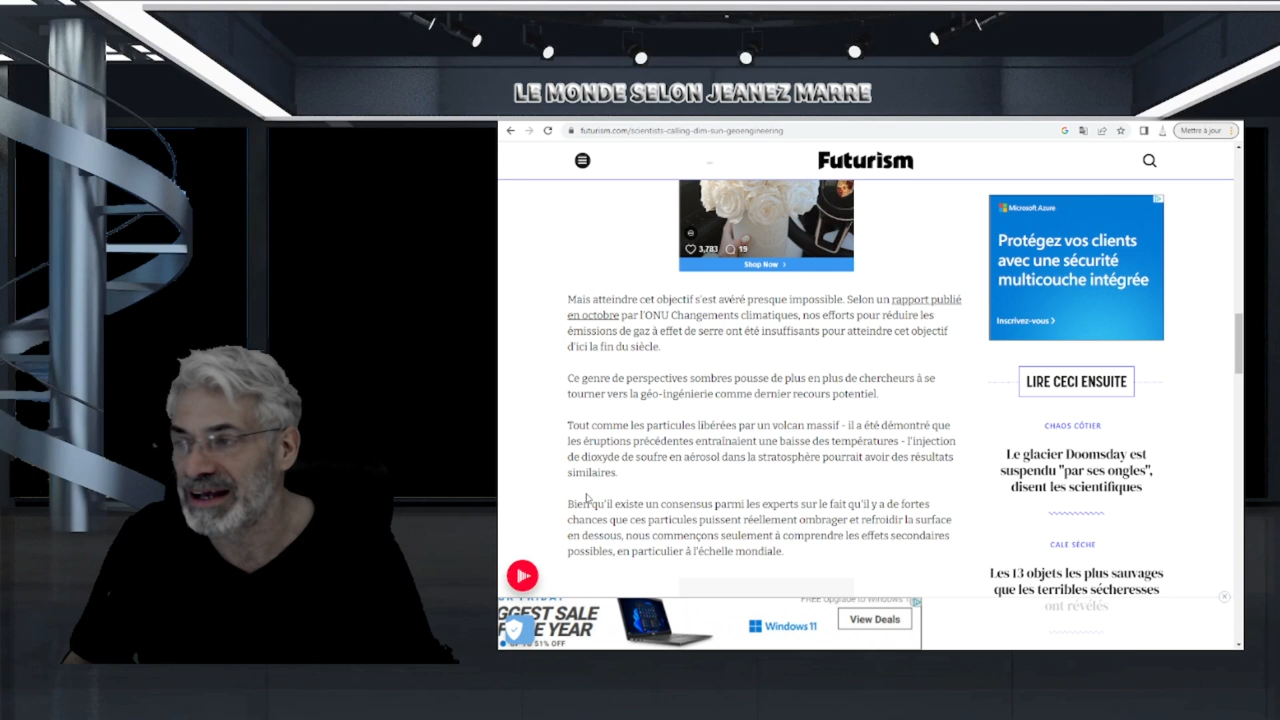 LE MONDE SELON JEANEZ MARRE
futurism.com/scientists-calling-dim-sun-geoengineering
Mettre à jour
Futurism
3,783
19
Shop Now
Mais atteindre cet objectif s'est avéré presque impossible. Selon un rapport publié
en octobre par l'ONU Changements climatiques, nos efforts pour réduire les
émissions de gaz à effet de serre ont été insuffisants pour atteindre cet objectif
d'ici la fin du siècle.
Ce genre de perspectives sombres pousse de plus en plus de chercheurs à se
tourner vers la géo-ingénierie comme dernier recours potentiel.
Tout comme les particules libérées par un volcan massif - il a été démontré que
les éruptions précédentes entraînaient une baisse des températures - l'injection
de dioxyde de soufre en aérosol dans la stratosphère pourrait avoir des résultats
similaires.
Bien qu'il existe un consensus parmi les experts sur le fait qu'il y a de fortes
chances que ces particules puissent réellement ombrager et refroidir la surface
en dessous, nous commençons seulement à comprendre les effets secondaires
possibles, en particulier à l'échelle mondiale.
Microsoft Azure
Protégez vos clients
avec une sécurité
multicouche intégrée
Inscrivez-vous
LIRE CECI ENSUITE
CHAOS CÔTIER
Le glacier Doomsday est
suspendu "par ses ongles",
disent les scientifiques
CALE SÈCHE
Les 13 objets les plus sauvages
que les terribles sécheresses
ont révélés
GGEST SALE
E YEAR
51% OFF
Windows 11
FREE Upgrade to Windows 1
View Deals